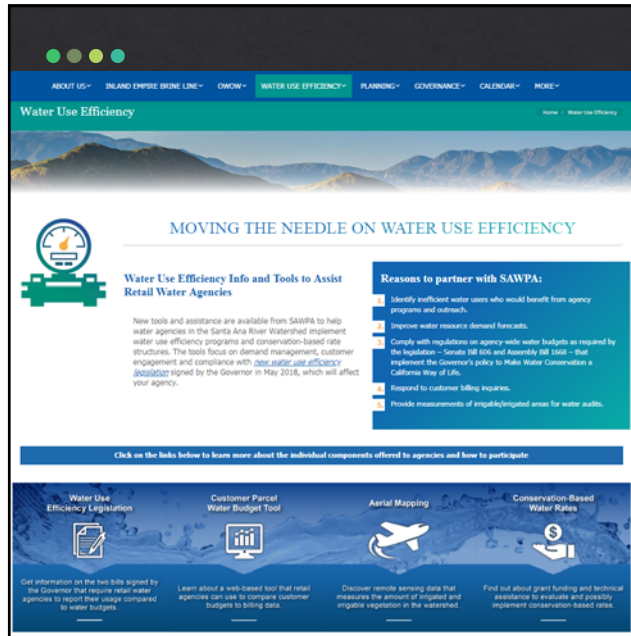 ABOUT US INLAND EMPIRE BRINE LINE OWOW WATER USE EFFICIENCY PLANNING GOVERNANCE CALENDAR MORE
Water Use Efficiency
Home / Water Use Efficiency
MOVING THE NEEDLE ON WATER USE EFFICIENCY
Water Use Efficiency Info and Tools to Assist
Retail Water Agencies
New tools and assistance are available from SAWPA to help
water agencies in the Santa Ana River Watershed implement
water use efficiency programs and conservation-based rate
structures. The tools focus on demand management, customer
engagement and compliance with new water use efficiency
legislation signed by the Governor in May 2018, which will affect
your agency.
Reasons to partner with SAWPA:
1. Identify inefficient water users who would benefit from agency
programs and outreach.
2. Improve water resource demand forecasts.
3. Comply with regulations on agency-wide water budgets as required by
the legislation – Senate Bill 606 and Assembly Bill 1668 – that
implement the Governor's policy to Make Water Conservation a
California Way of Life.
4. Respond to customer billing inquiries.
5. Provide measurements of irrigable/irrigated areas for water audits.
Click on the links below to learn more about the individual components offered to agencies and how to participate
Water Use
Efficiency Legislation
Get information on the two bills signed by
the Governor that require retail water
agencies to report their usage compared
to water budgets.
Customer Parcel
Water Budget Tool
Learn about a web-based tool that retail
agencies can use to compare customer
budgets to billing data.
Aerial Mapping
Discover remote sensing data that
measures the amount of irrigated and
irrigable vegetation in the watershed.
Conservation-Based
Water Rates
$
Find out about grant funding and technical
assistance to evaluate and possibly
implement conservation-based rates.